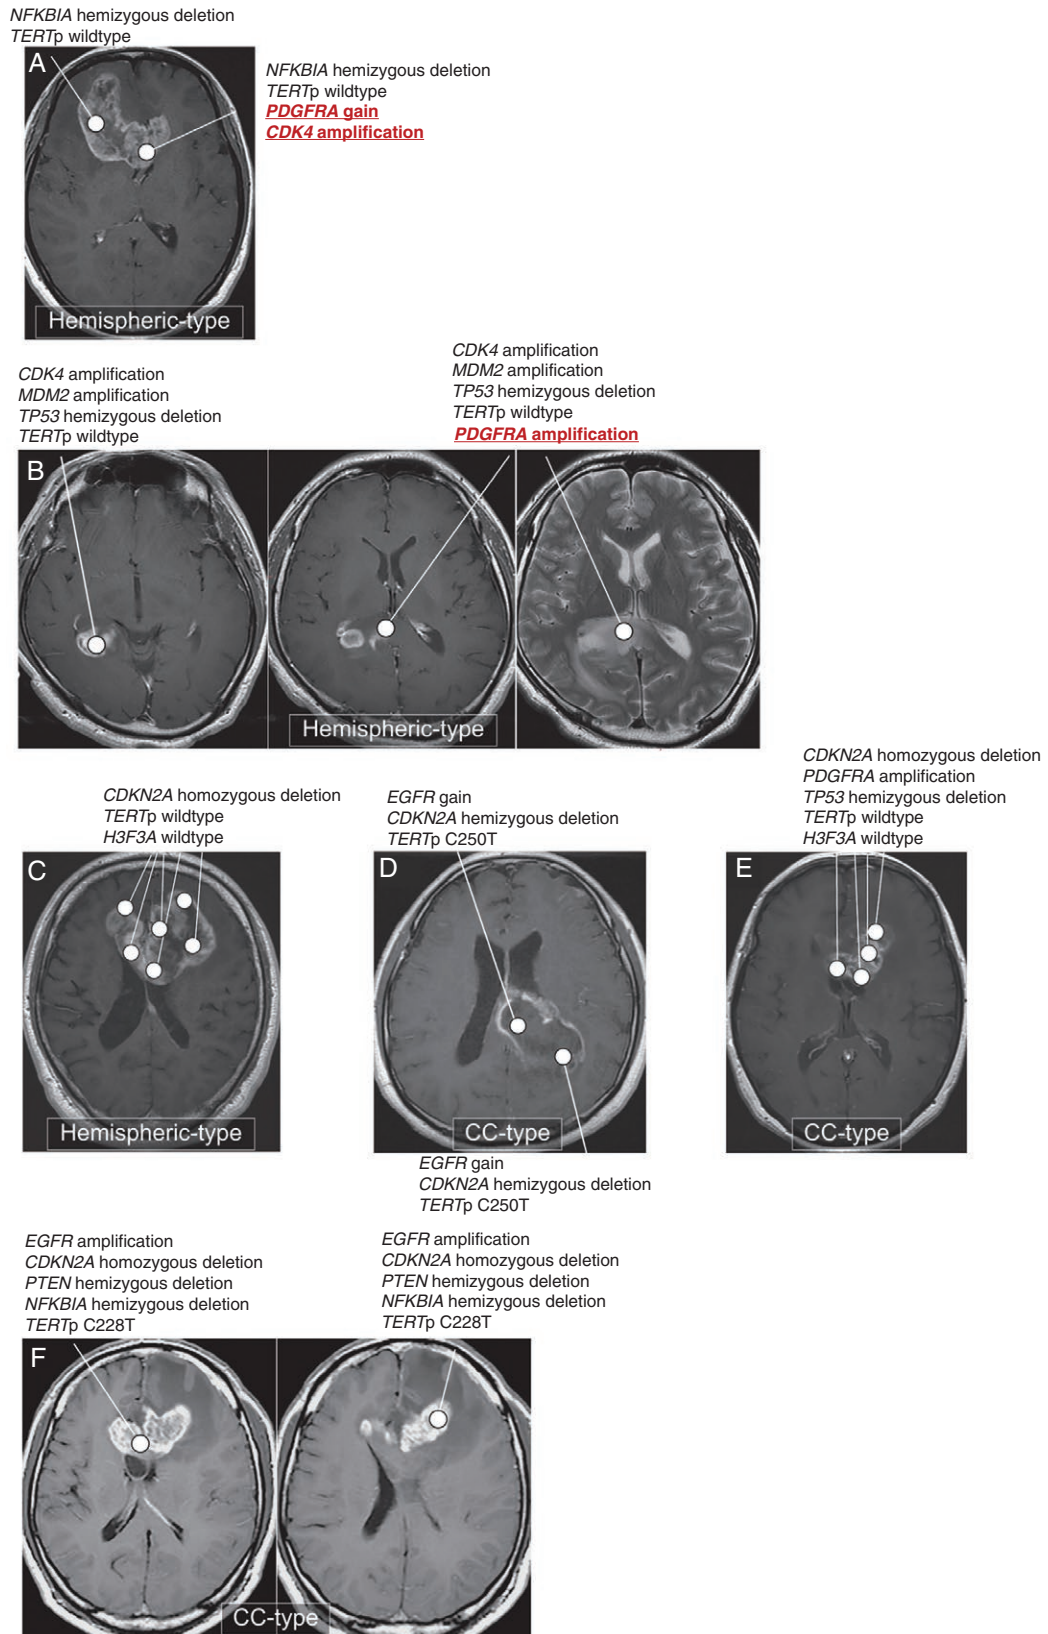 NFKBIA hemizygous deletion
TERTp wildtype
A
NFKBIA hemizygous deletion
TERTp wildtype
PDGFRA gain
CDK4 amplification
Hemispheric-type
CDK4 amplification
MDM2 amplification
TP53 hemizygous deletion
TERTp wildtype
CDK4 amplification
MDM2 amplification
TP53 hemizygous deletion
TERTp wildtype
PDGFRA amplification
B
Hemispheric-type
CDKN2A homozygous deletion
TERTp wildtype
H3F3A wildtype
C
Hemispheric-type
EGFR gain
CDKN2A hemizygous deletion
TERTp C250T
D
CC-type
EGFR gain
CDKN2A hemizygous deletion
TERTp C250T
CDKN2A homozygous deletion
PDGFRA amplification
TP53 hemizygous deletion
TERTp wildtype
H3F3A wildtype
E
CC-type
EGFR amplification
CDKN2A homozygous deletion
PTEN hemizygous deletion
NFKBIA hemizygous deletion
TERTp C228T
EGFR amplification
CDKN2A homozygous deletion
PTEN hemizygous deletion
NFKBIA hemizygous deletion
TERTp C228T
F
CC-type